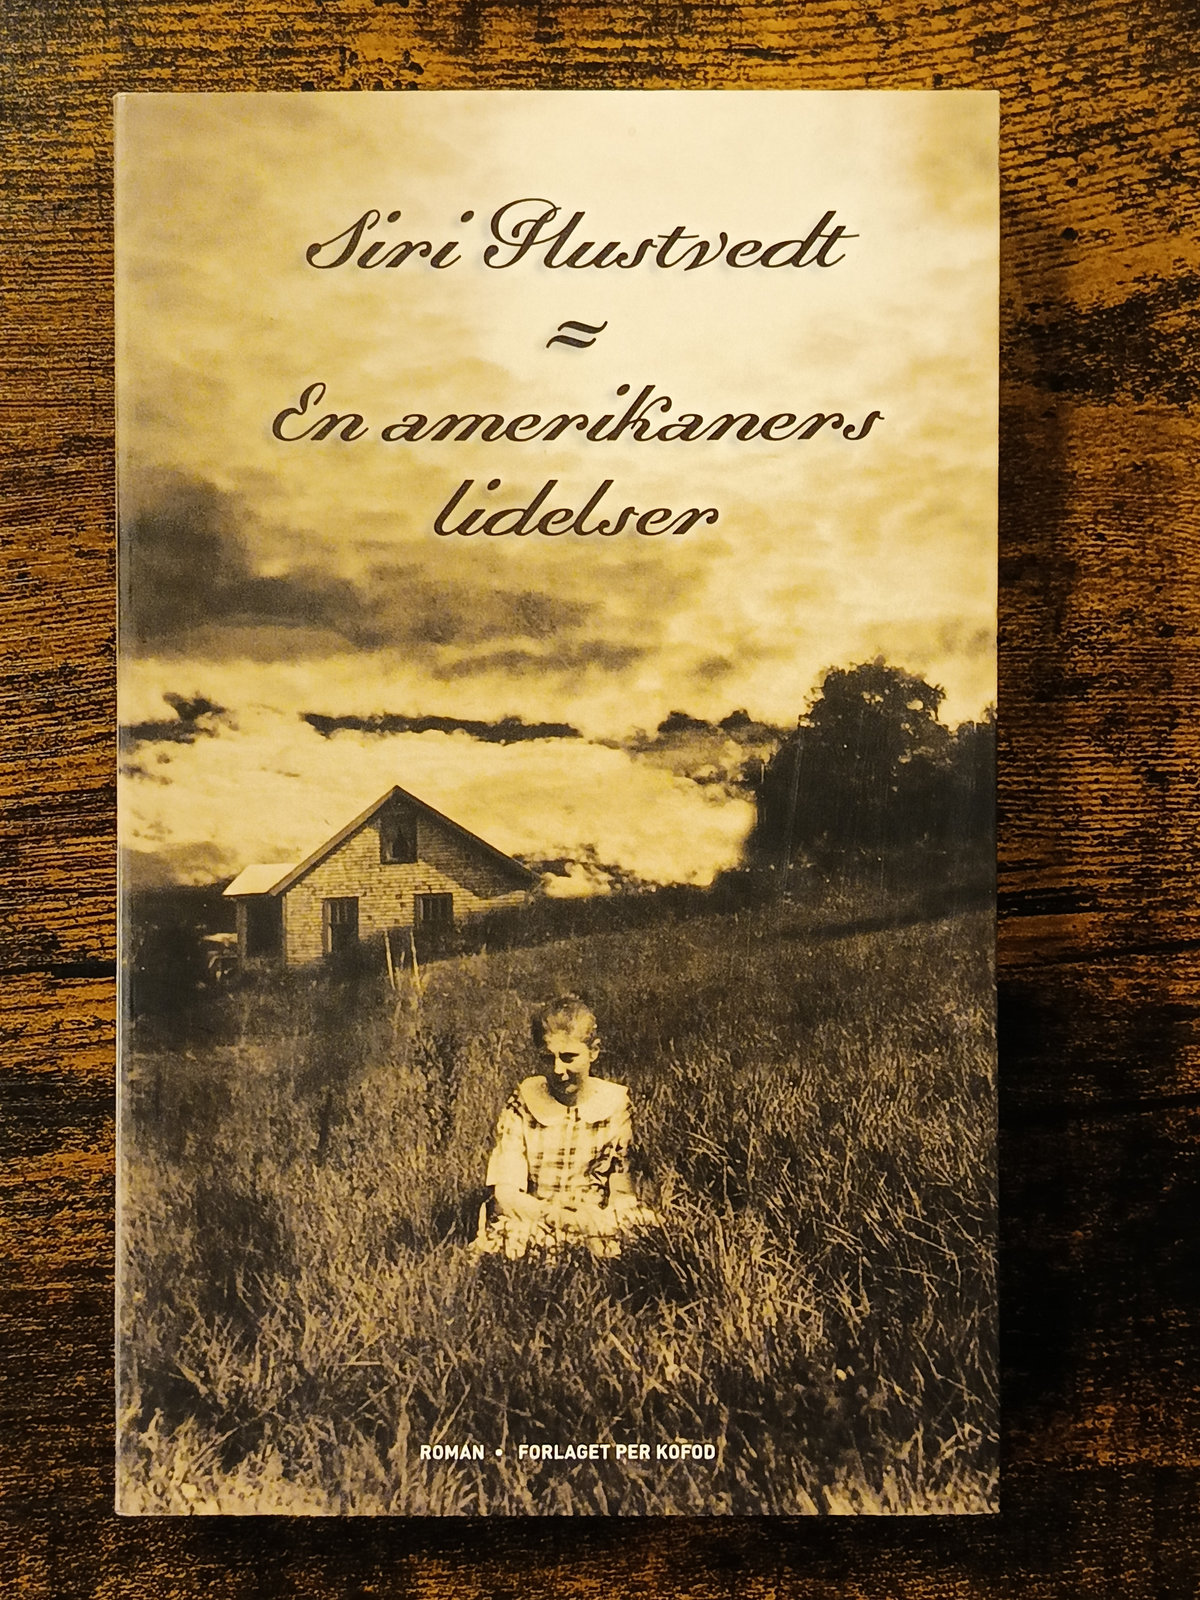 Siri Hustvedt
≈
En amerikaners
lidelser
ROMAN • FORLAGET PER KOFOD